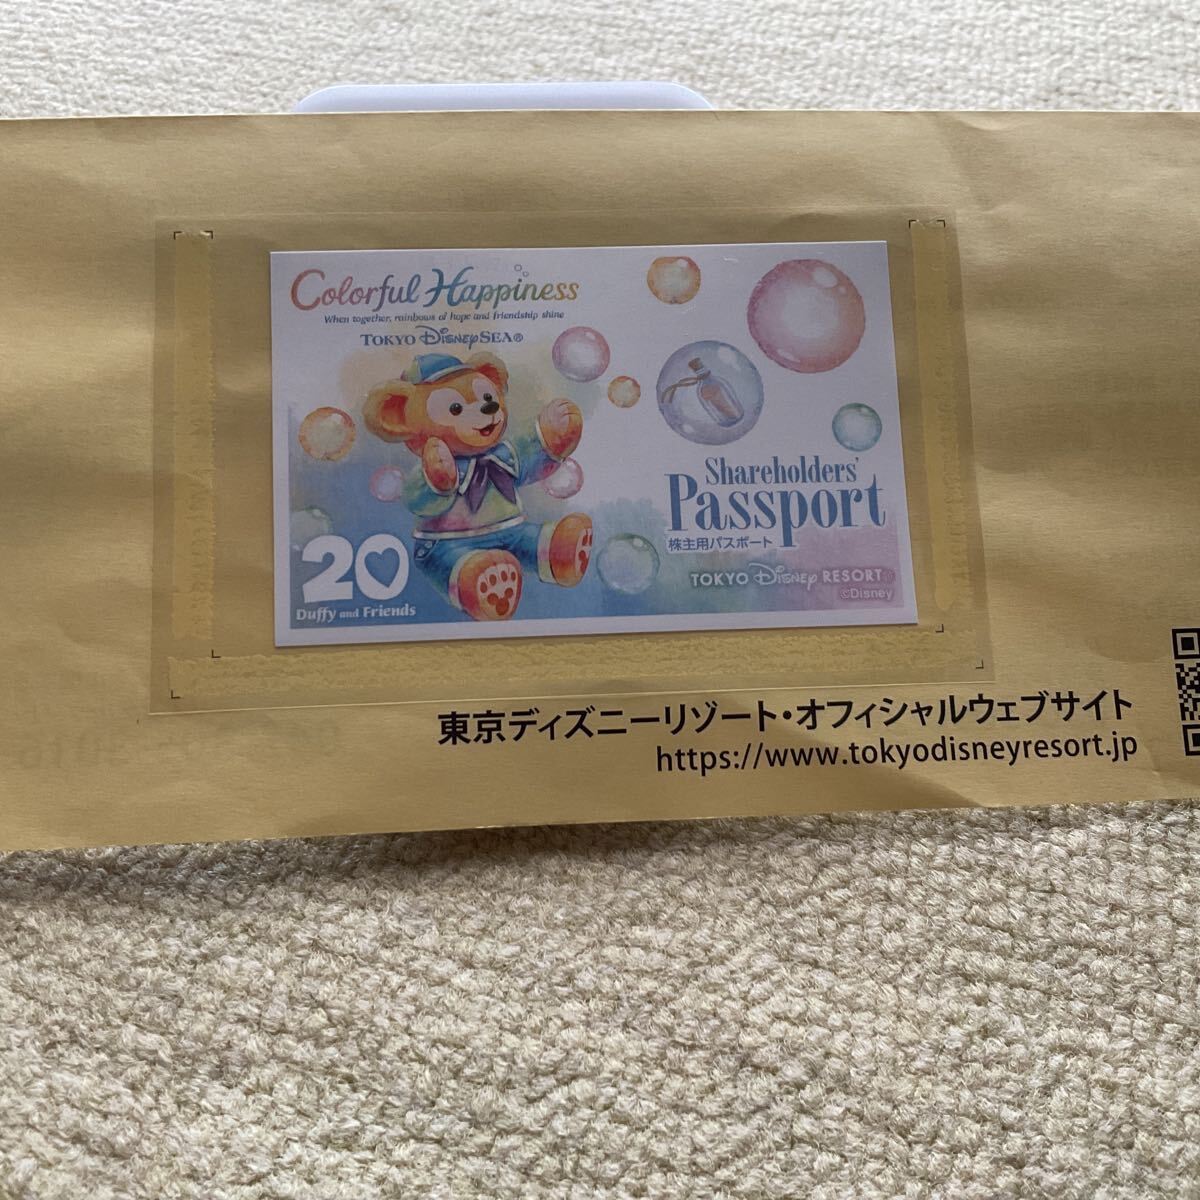 Colorful Happiness
When together, rainbows of hope and friendship shine
TOKYO DISNEY SEA®
20
Duffy and Friends
Shareholders'
Passport
株主用パスポート
TOKYO DISNEY RESORT®
©Disney
東京ディズニーリゾート・オフィシャルウェブサイト
https://www.tokyodisneyresort.jp